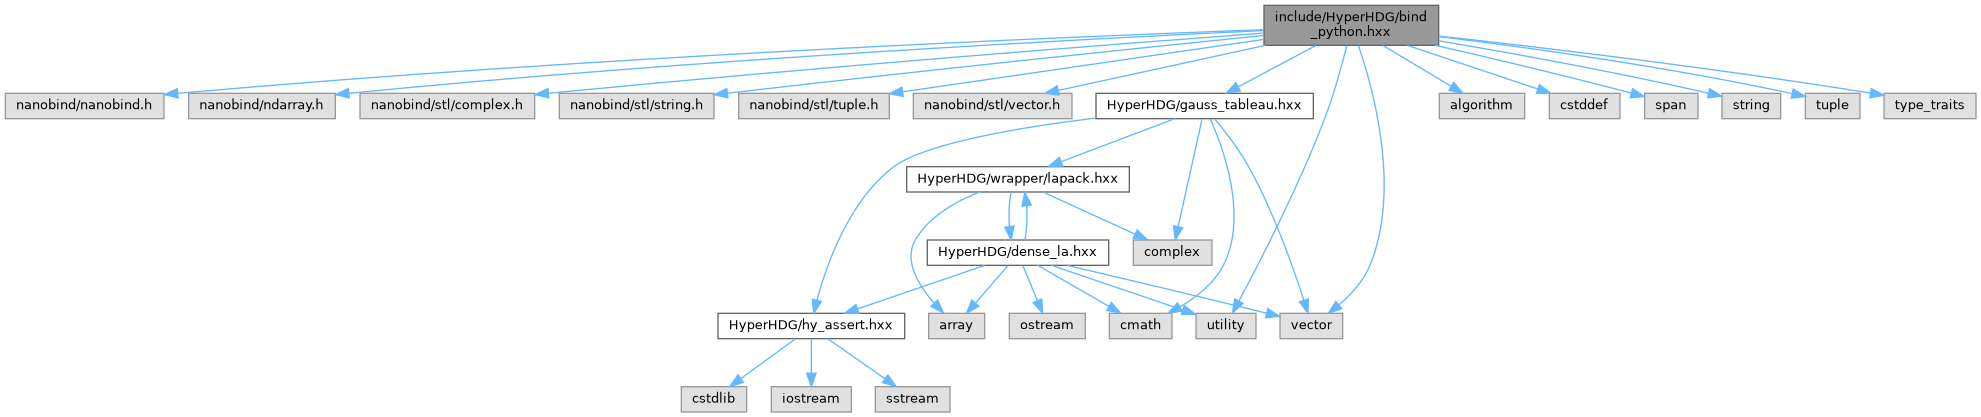 include/HyperHDG/bind
_python.hxx
nanobind/nanobind.h
nanobind/ndarray.h
nanobind/stl/complex.h
nanobind/stl/string.h
nanobind/stl/tuple.h
nanobind/stl/vector.h
HyperHDG/gauss_tableau.hxx
algorithm
cstddef
span
string
tuple
type_traits
HyperHDG/wrapper/lapack.hxx
HyperHDG/dense_la.hxx
complex
HyperHDG/hy_assert.hxx
array
ostream
cmath
utility
vector
cstdlib
iostream
sstream